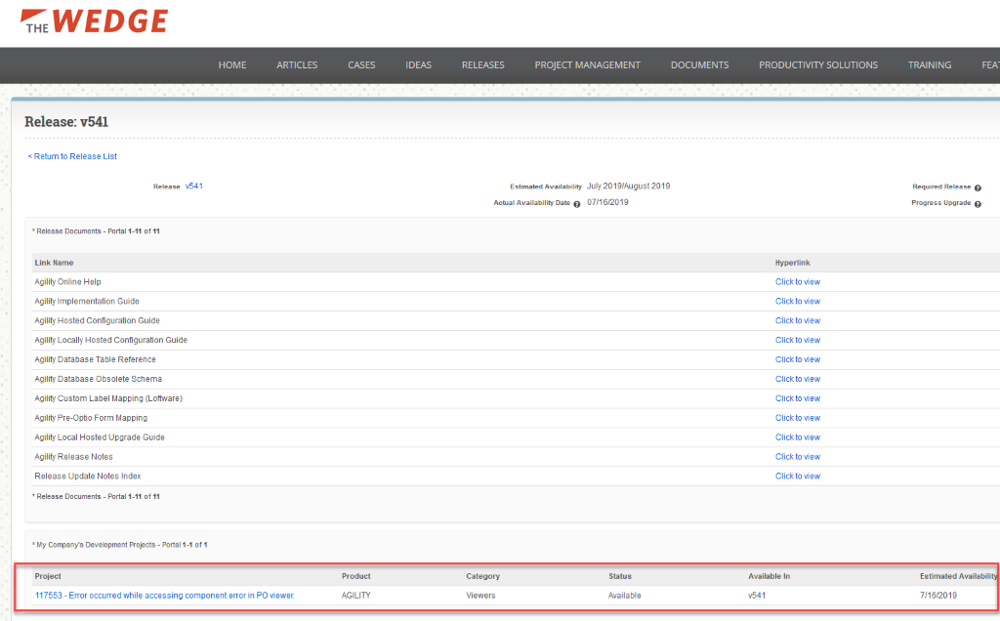 THE WEDGE
HOME ARTICLES CASES IDEAS RELEASES PROJECT MANAGEMENT DOCUMENTS PRODUCTIVITY SOLUTIONS TRAINING FEAT
Release: v541
< Return to Release List
Release v541 Estimated Availability July 2019/August 2019 Required Release ?
Actual Availability Date ? 07/16/2019 Progress Upgrade ?
* Release Documents - Portal 1-11 of 11
Link Name Hyperlink
Agility Online Help Click to view
Agility Implementation Guide Click to view
Agility Hosted Configuration Guide Click to view
Agility Locally Hosted Configuration Guide Click to view
Agility Database Table Reference Click to view
Agility Database Obsolete Schema Click to view
Agility Custom Label Mapping (Loftware) Click to view
Agility Pre-Optio Form Mapping Click to view
Agility Local Hosted Upgrade Guide Click to view
Agility Release Notes Click to view
Release Update Notes Index Click to view
* Release Documents - Portal 1-11 of 11
* My Company's Development Projects - Portal 1-1 of 1
Project Product Category Status Available In Estimated Availability
117553 - Error occurred while accessing component error in PO viewer. AGILITY Viewers Available v541 7/16/2019